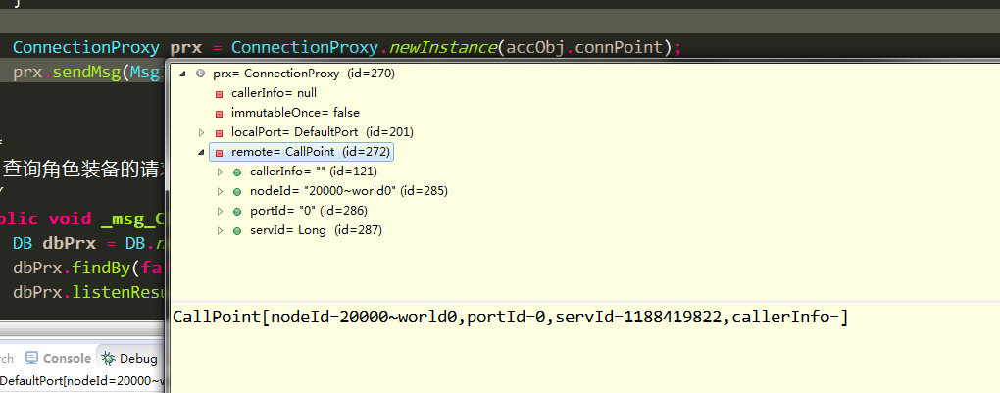 }
ConnectionProxy prx = ConnectionProxy.newInstance(accObj.connPoint);
prx.sendMsg(Msg
prx= ConnectionProxy (id=270)
callerInfo= null
immutableOnce= false
localPort= DefaultPort (id=201)
remote= CallPoint (id=272)
callerInfo= "" (id=121)
nodeId= "20000~world0" (id=285)
portId= "0" (id=286)
servId= Long (id=287)
*
查询角色装备的请
/
blic void _msg_C
DB dbPrx = DB.n
dbPrx.findBy(fa
dbPrx.listenResu
CallPoint[nodeId=20000~world0,portId=0,servId=1188419822,callerInfo=]
rch Console Debug
DefaultPort[nodeId=20000~w